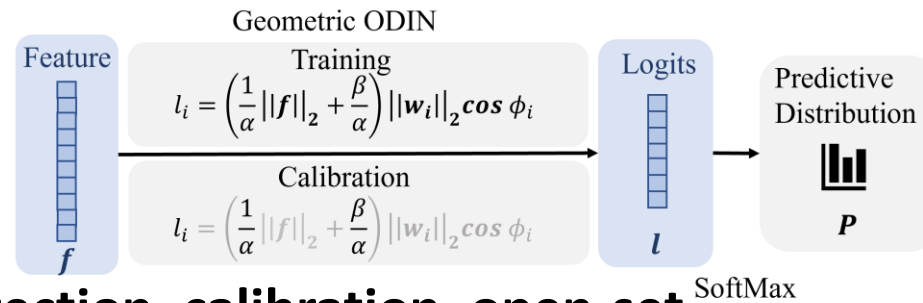 Geometric ODIN
Feature
f
Training
l_i = (1/α ||f||_2 + β/α) ||w_i||_2 cos ϕ_i
Calibration
l_i = (1/α ||f||_2 + β/α) ||w_i||_2 cos ϕ_i
Logits
l
Predictive
Distribution
P
SoftMax
calibration, open-set